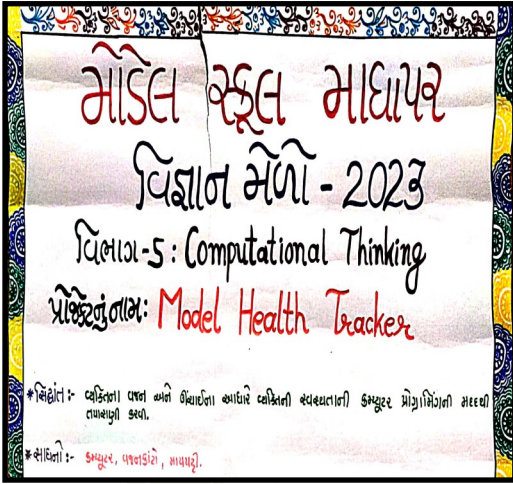 મોડેલ સ્કૂલ માધાપર
વિજ્ઞાન મેળો - 2023
વિભાગ-5 : Computational Thinking
પ્રોજેક્ટનું નામ: Model Health Tracker
* સિદ્ધાંત :- વ્યક્તિના વજન અને ઊંચાઈના આધારે વ્યક્તિની સ્વસ્થતાની કમ્પ્યુટર પ્રોગ્રામિંગની મદદથી
તપાસણી કરવી.
* સાધનો :- કમ્પ્યુટર, વજનકાંટો, માપપટ્ટી.